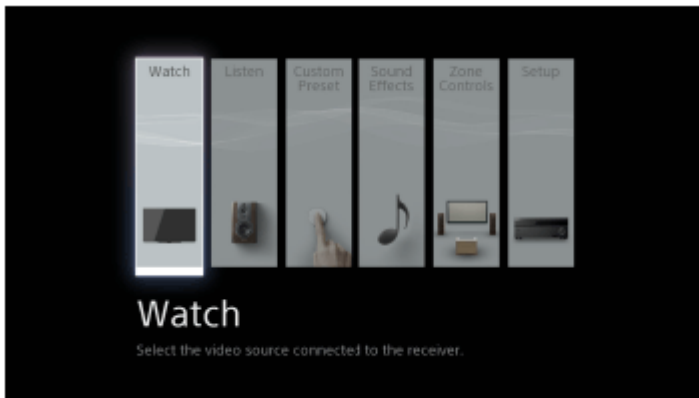 Watch
Listen
Custom
Preset
Sound
Effects
Zone
Controls
Setup
Watch
Select the video source connected to the receiver.